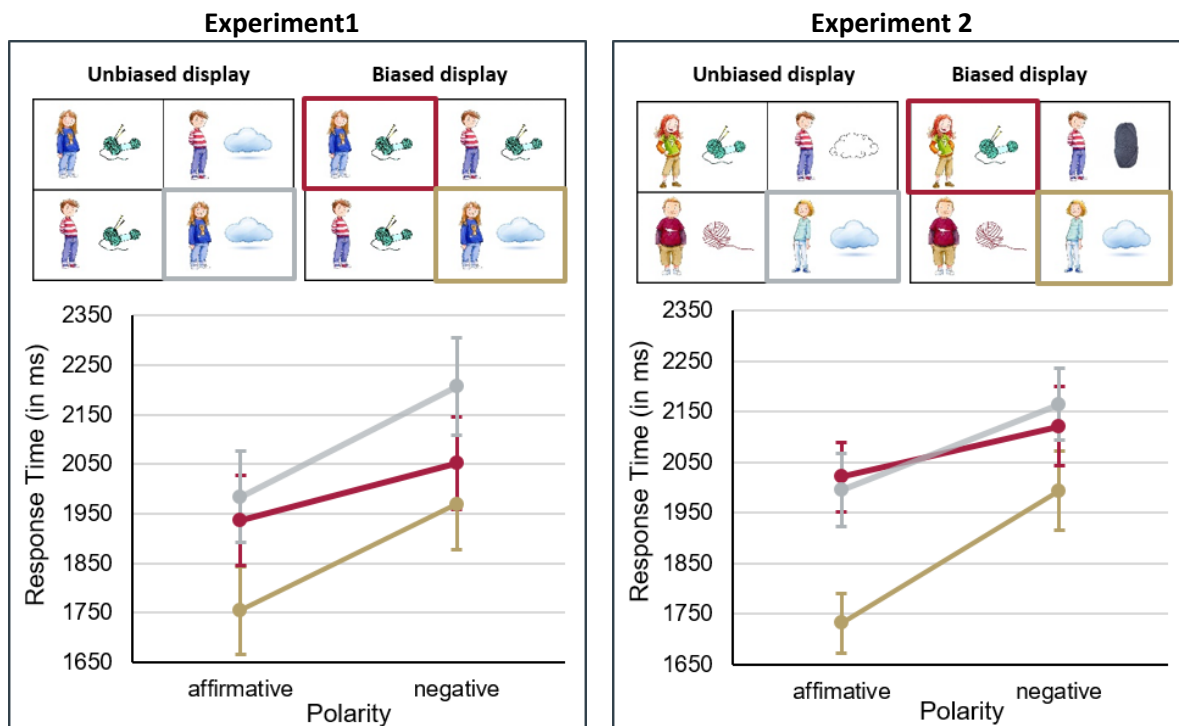 Experiment1
Unbiased display Biased display
2350
2250
2150
2050
1950
1850
1750
1650
Response Time (in ms)
affirmative negative
Polarity
Experiment 2
Unbiased display Biased display
2350
2250
2150
2050
1950
1850
1750
1650
Response Time (in ms)
affimative negative
Polarity